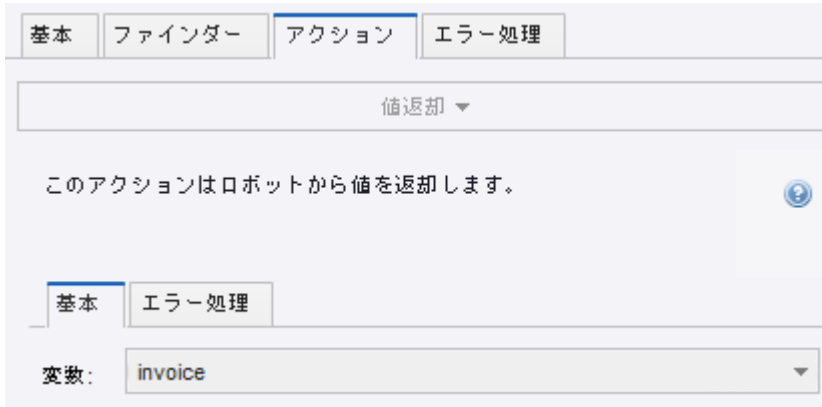 基本 ファインダー アクション エラー処理
値返却
このアクションはロボットから値を返却します。
基本 エラー処理
変数: invoice